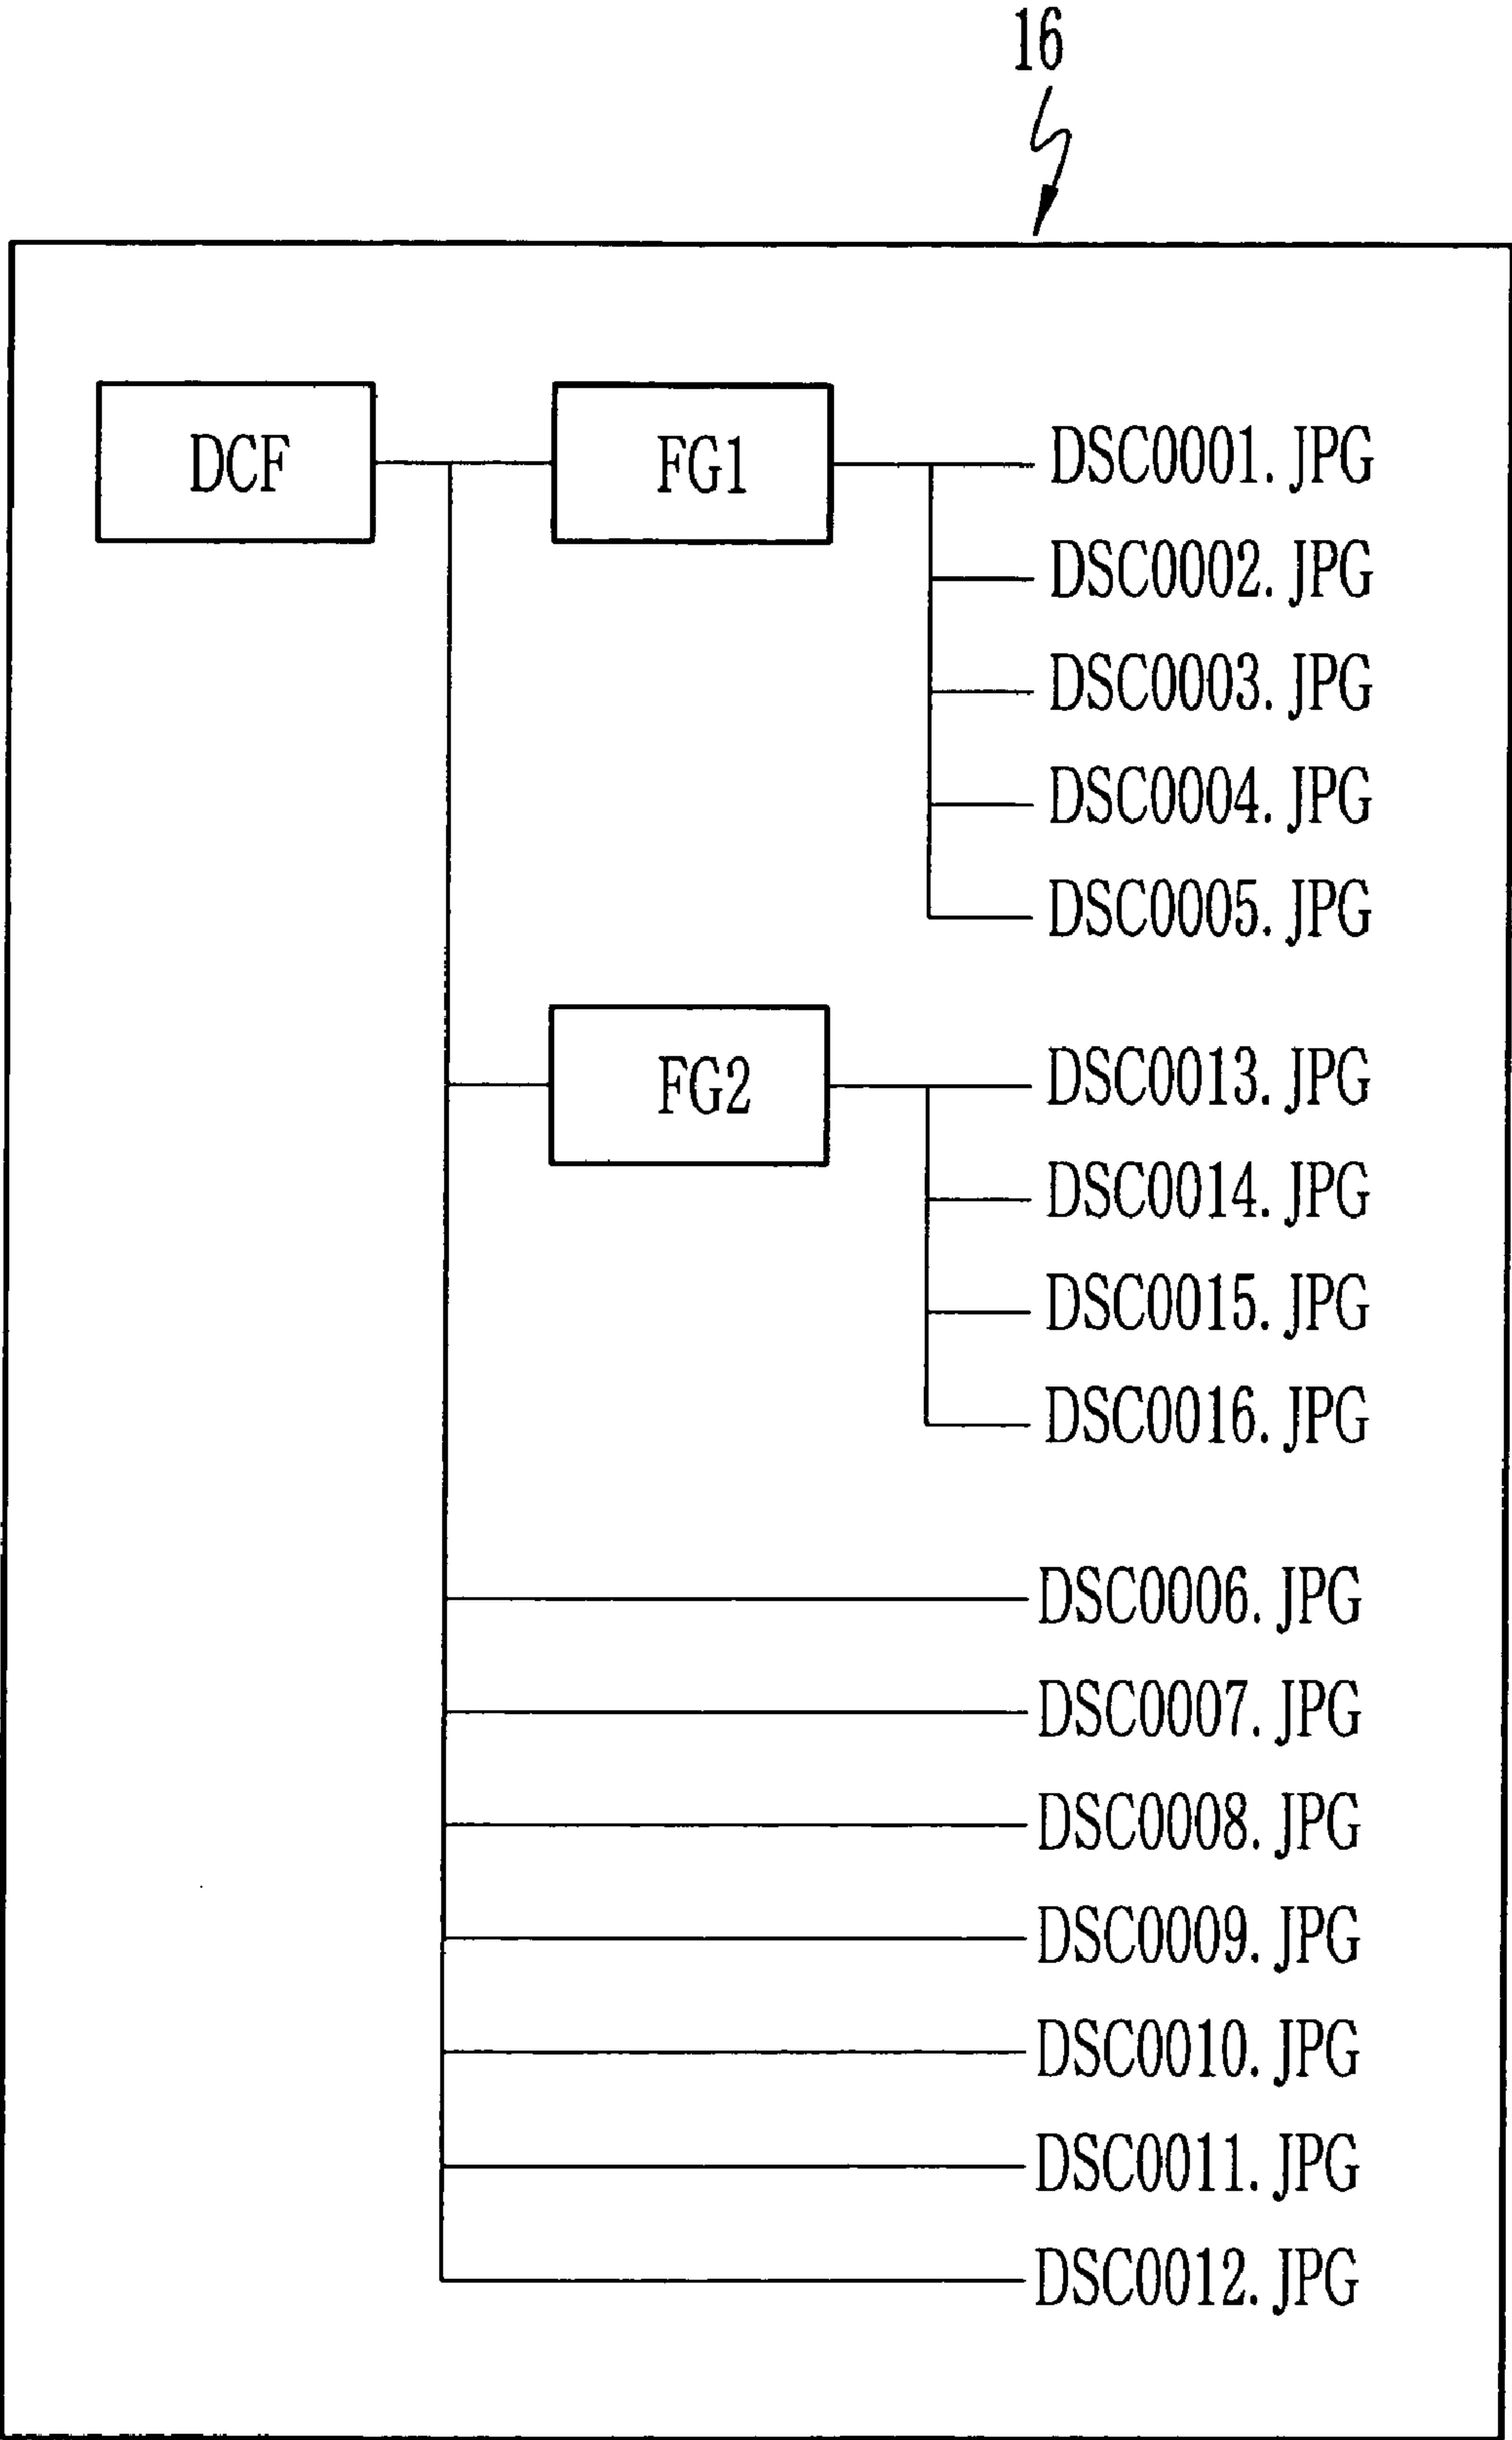 16
DCF
FG1
DSC0001. JPG
DSC0002. JPG
DSC0003. JPG
DSC0004. JPG
DSC0005. JPG
FG2
DSC0013. JPG
DSC0014. JPG
DSC0015. JPG
DSC0016. JPG
DSC0006. JPG
DSC0007. JPG
DSC0008. JPG
DSC0009. JPG
DSC0010. JPG
DSC0011. JPG
DSC0012. JPG